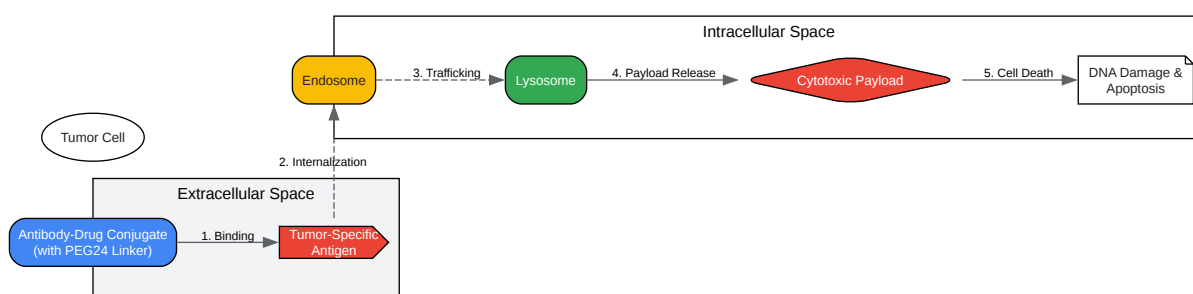 Intracellular Space
Endosome
3. Trafficking
Lysosome
4. Payload Release
Cytotoxic Payload
5. Cell Death
DNA Damage &
Apoptosis
Tumor Cell
2. Internalization
Extracellular Space
Antibody-Drug Conjugate
(with PEG24 Linker)
1. Binding
Tumor-Specific
Antigen